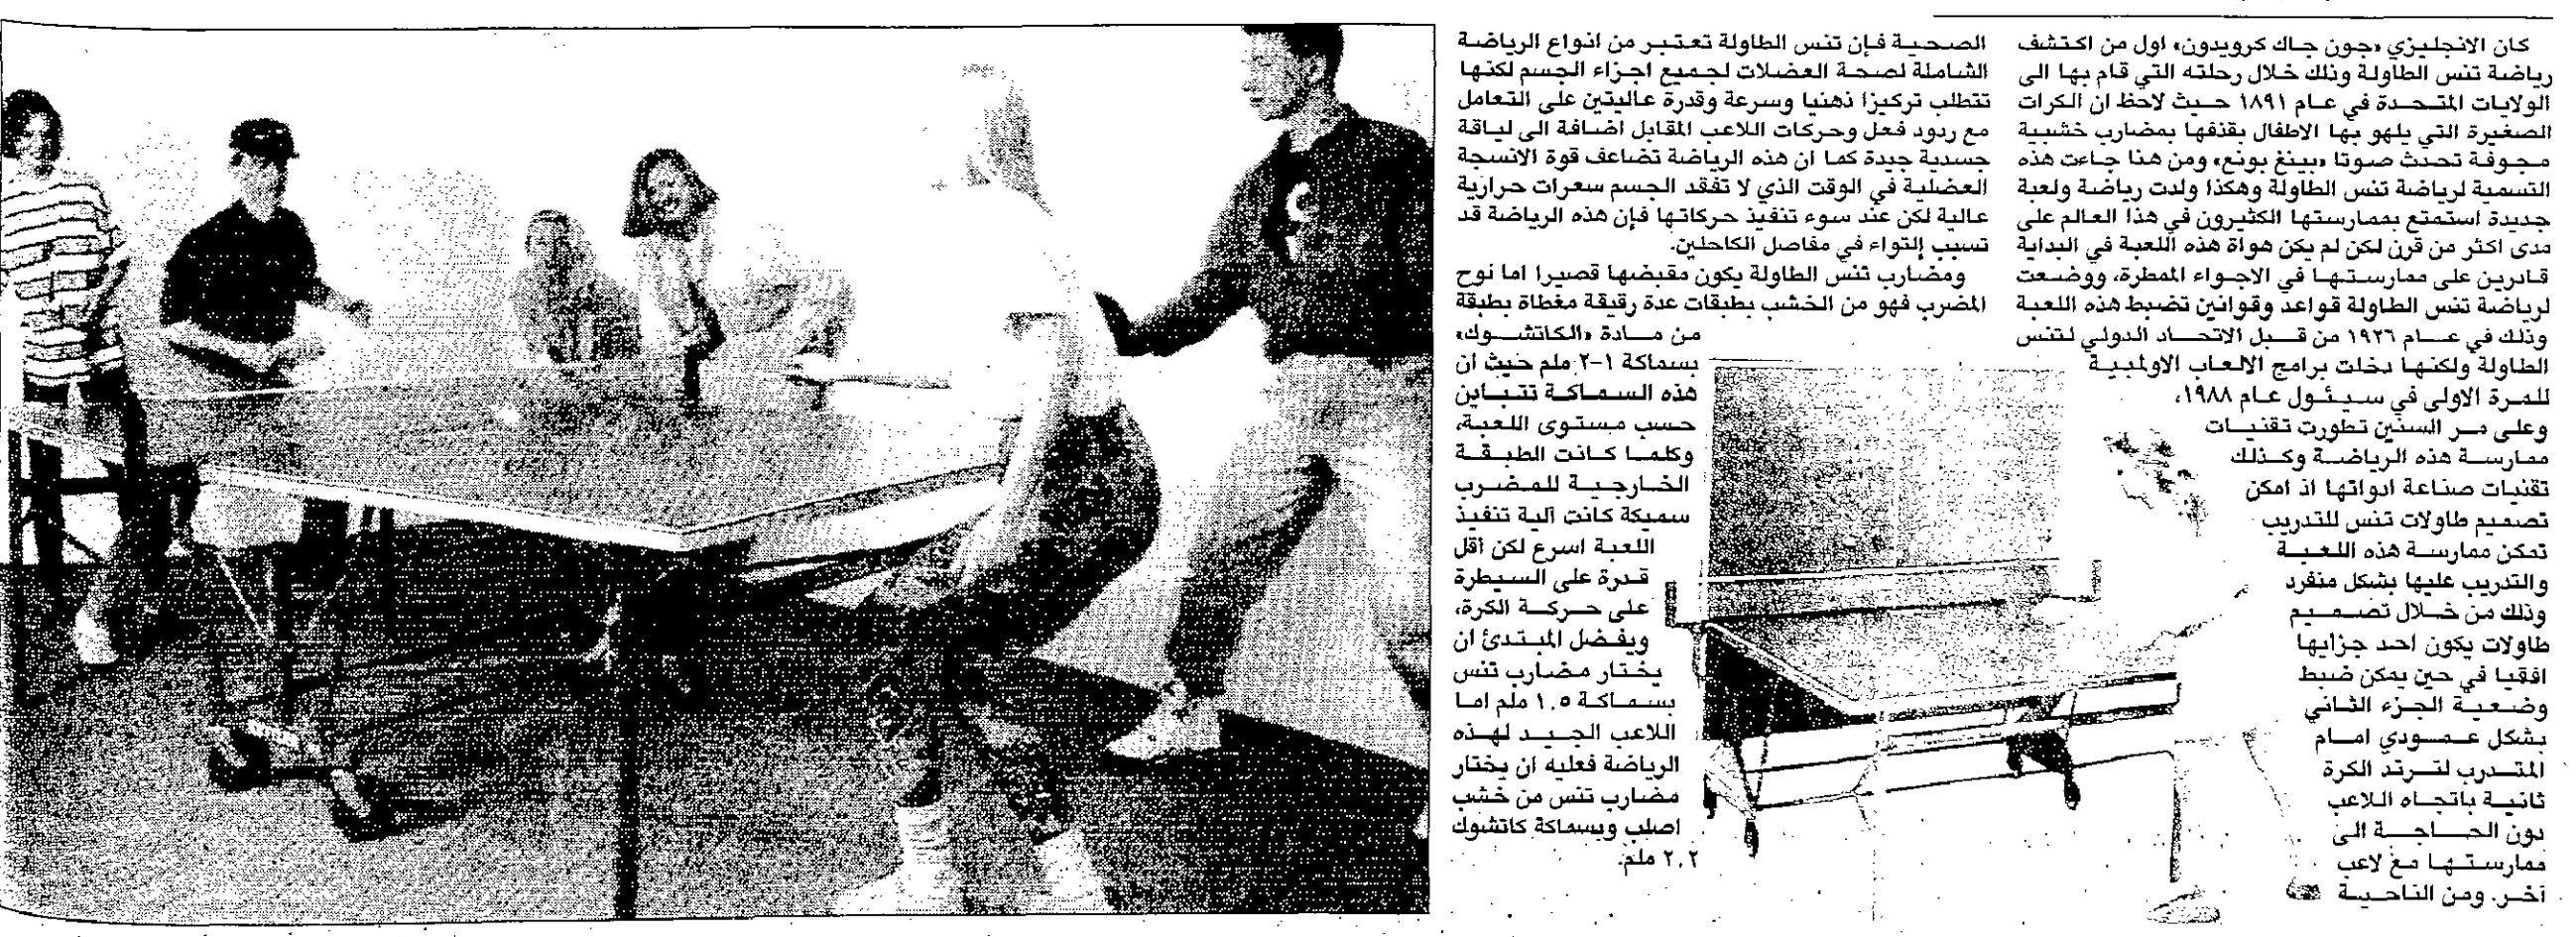 كان الانجليزي «جون جاك كرويدون» اول من اكتشف
رياضة تنس الطاولة وذلك خلال رحلته التي قام بها الى
الولايات المتحدة في عام ١٨٩١ حيث لاحظ ان الكرات
الصغيرة التي يلهو بها الاطفال بقذفها بمضارب خشبية
مجوفة تحدث صوتا «بينغ بونغ» ومن هنا جاءت هذه
التسمية لرياضة تنس الطاولة وهكذا ولدت رياضة ولعبة
جديدة استمتع بممارستها الكثيرون في هذا العالم على
مدى اكثر من قرن لكن لم يكن هواة هذه اللعبة في البداية
قادرين على ممارستها في الاجواء الممطرة، ووضعت
لرياضة تنس الطاولة قواعد وقوانين تضبط هذه اللعبة
وذلك في عام ١٩٢٦ من قبل الاتحاد الدولي لتنس
الطاولة ولكنها دخلت برامج الالعاب الاولمبية
للمرة الاولى في سيئول عام ١٩٨٨،
وعلى مر السنين تطورت تقنيات
ممارسة هذه الرياضة وكذلك
تقنيات صناعة ادواتها اذ امكن
تصميم طاولات تنس للتدريب
تمكن ممارسة هذه اللعبة
والتدريب عليها بشكل منفرد
وذلك من خلال تصميم
طاولات يكون احد جزايها
افقيا في حين يمكن ضبط
وضعية الجزء الثاني
بشكل عمودي امام
المتدرب لترتد الكرة
ثانية باتجاه اللاعب
دون الحاجة الى
ممارستها مع لاعب
آخر. ومن الناحية
الصحية فإن تنس الطاولة تعتبر من انواع الرياضة
الشاملة لصحة العضلات لجميع اجزاء الجسم لكنها
تتطلب تركيزا ذهنيا وسرعة وقدرة عاليتين على التعامل
مع ردود فعل وحركات اللاعب المقابل اضافة الى لياقة
جسدية جيدة كما ان هذه الرياضة تضاعف قوة الانسجة
العضلية في الوقت الذي لا تفقد الجسم سعرات حرارية
عالية لكن عند سوء تنفيذ حركاتها فإن هذه الرياضة قد
تسبب إلتواء في مفاصل الكاحلين.
ومضارب تنس الطاولة يكون مقبضها قصيرا اما نوح
المضرب فهو من الخشب بطبقات عدة رقيقة مغطاة بطبقة
من مادة «الكاتشوك»
بسماكة ١-٢ ملم حيث ان
هذه السماكة تتباين
حسب مستوى اللعبة،
وكلما كانت الطبقة
الخارجية للمضرب
سميكة كانت آلية تنفيذ
اللعبة اسرع لكن أقل
قدرة على السيطرة
على حركة الكرة،
ويفضل المبتدئ ان
يختار مضارب تنس
بسماكة ١.٥ ملم اما
اللاعب الجيد لهذه
الرياضة فعليه ان يختار
مضارب تنس من خشب
اصلب وبسماكة كاتشوك
٢.٢ ملم.